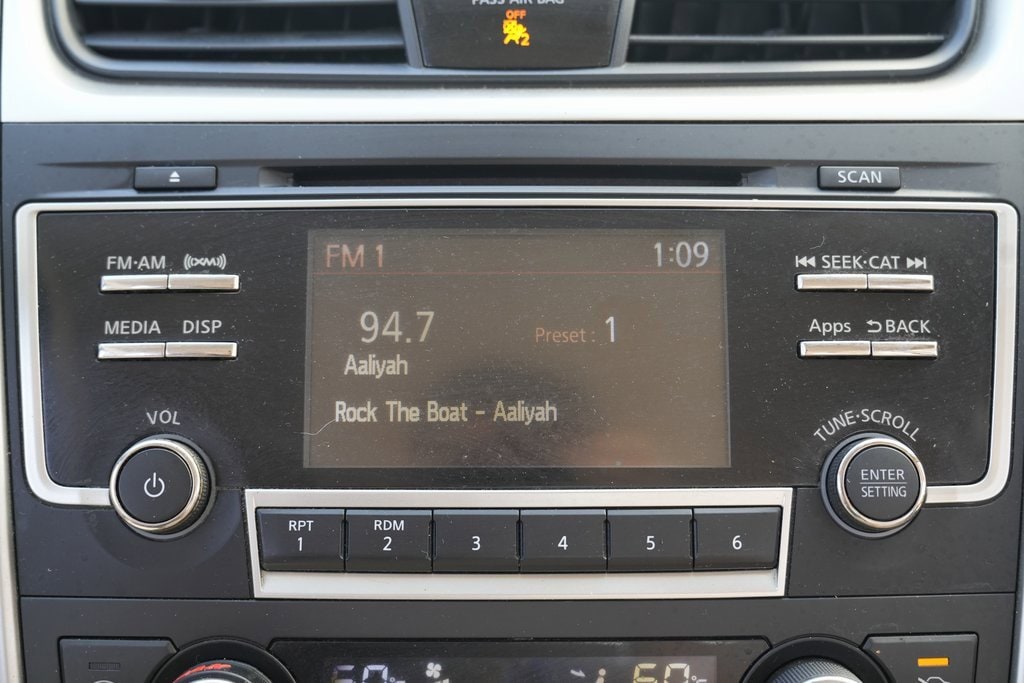 PASS AIR BAG
OFF
2
SCAN
FM·AM ((XM)) SEEK·CAT
FM 1 1:09
MEDIA DISP Apps BACK
94.7 Preset : 1
Aaliyah
Rock The Boat - Aaliyah
VOL TUNE·SCROLL
ENTER
SETTING
RPT RDM
1 2 3 4 5 6